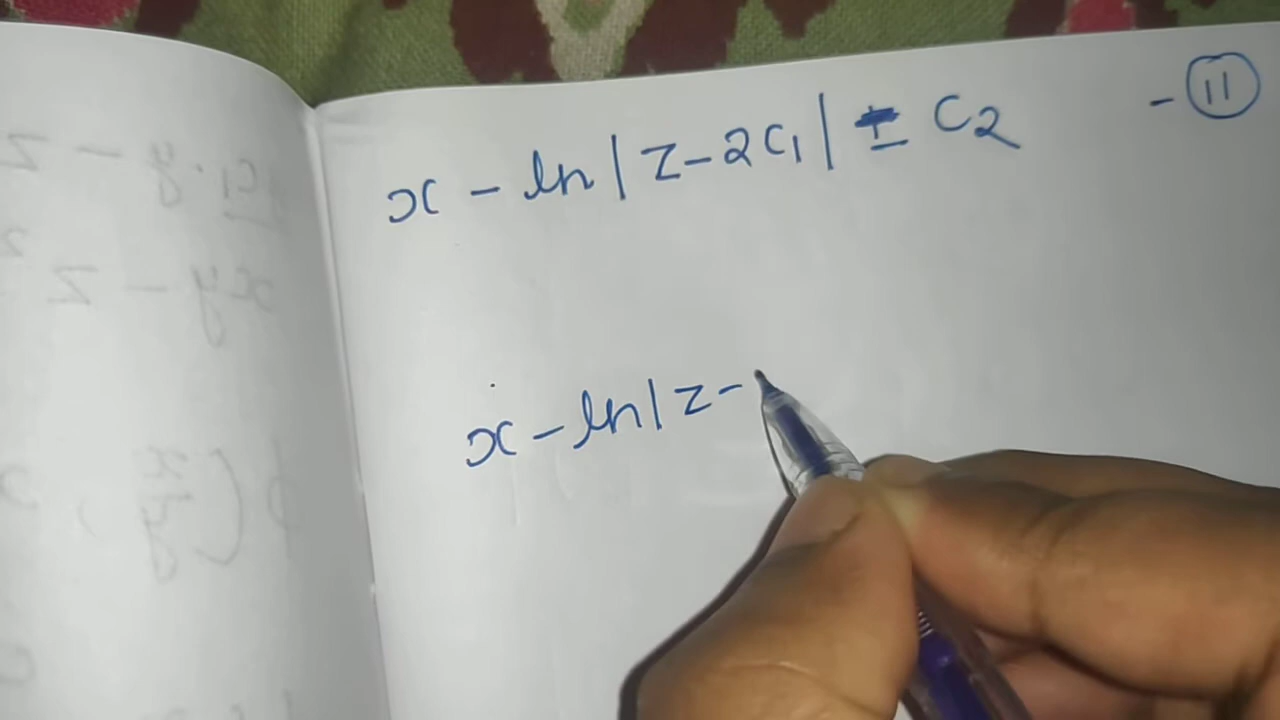 x - ln | z - 2c₁ | ± c₂ - ⑪
x - ln | z -